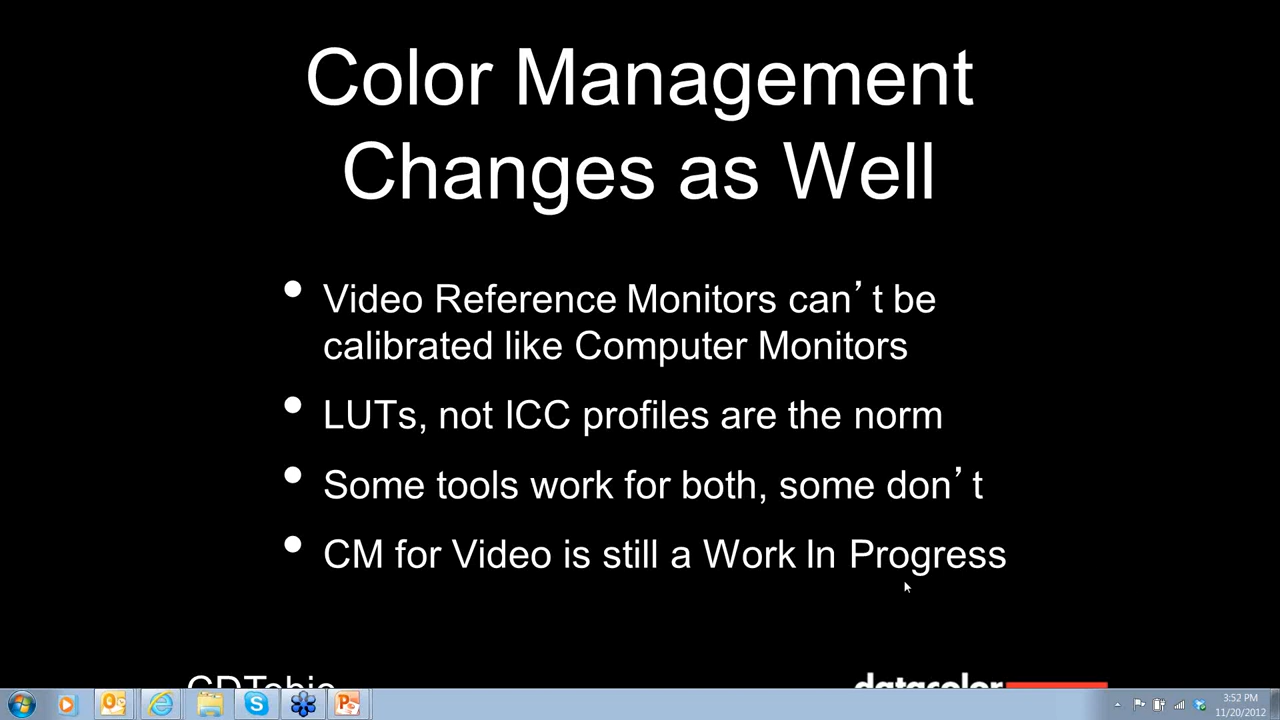 Color Management
Changes as Well
• Video Reference Monitors can’t be
calibrated like Computer Monitors
• LUTs, not ICC profiles are the norm
• Some tools work for both, some don’t
• CM for Video is still a Work In Progress
CDTobie
datacolor
3:52 PM
11/20/2012